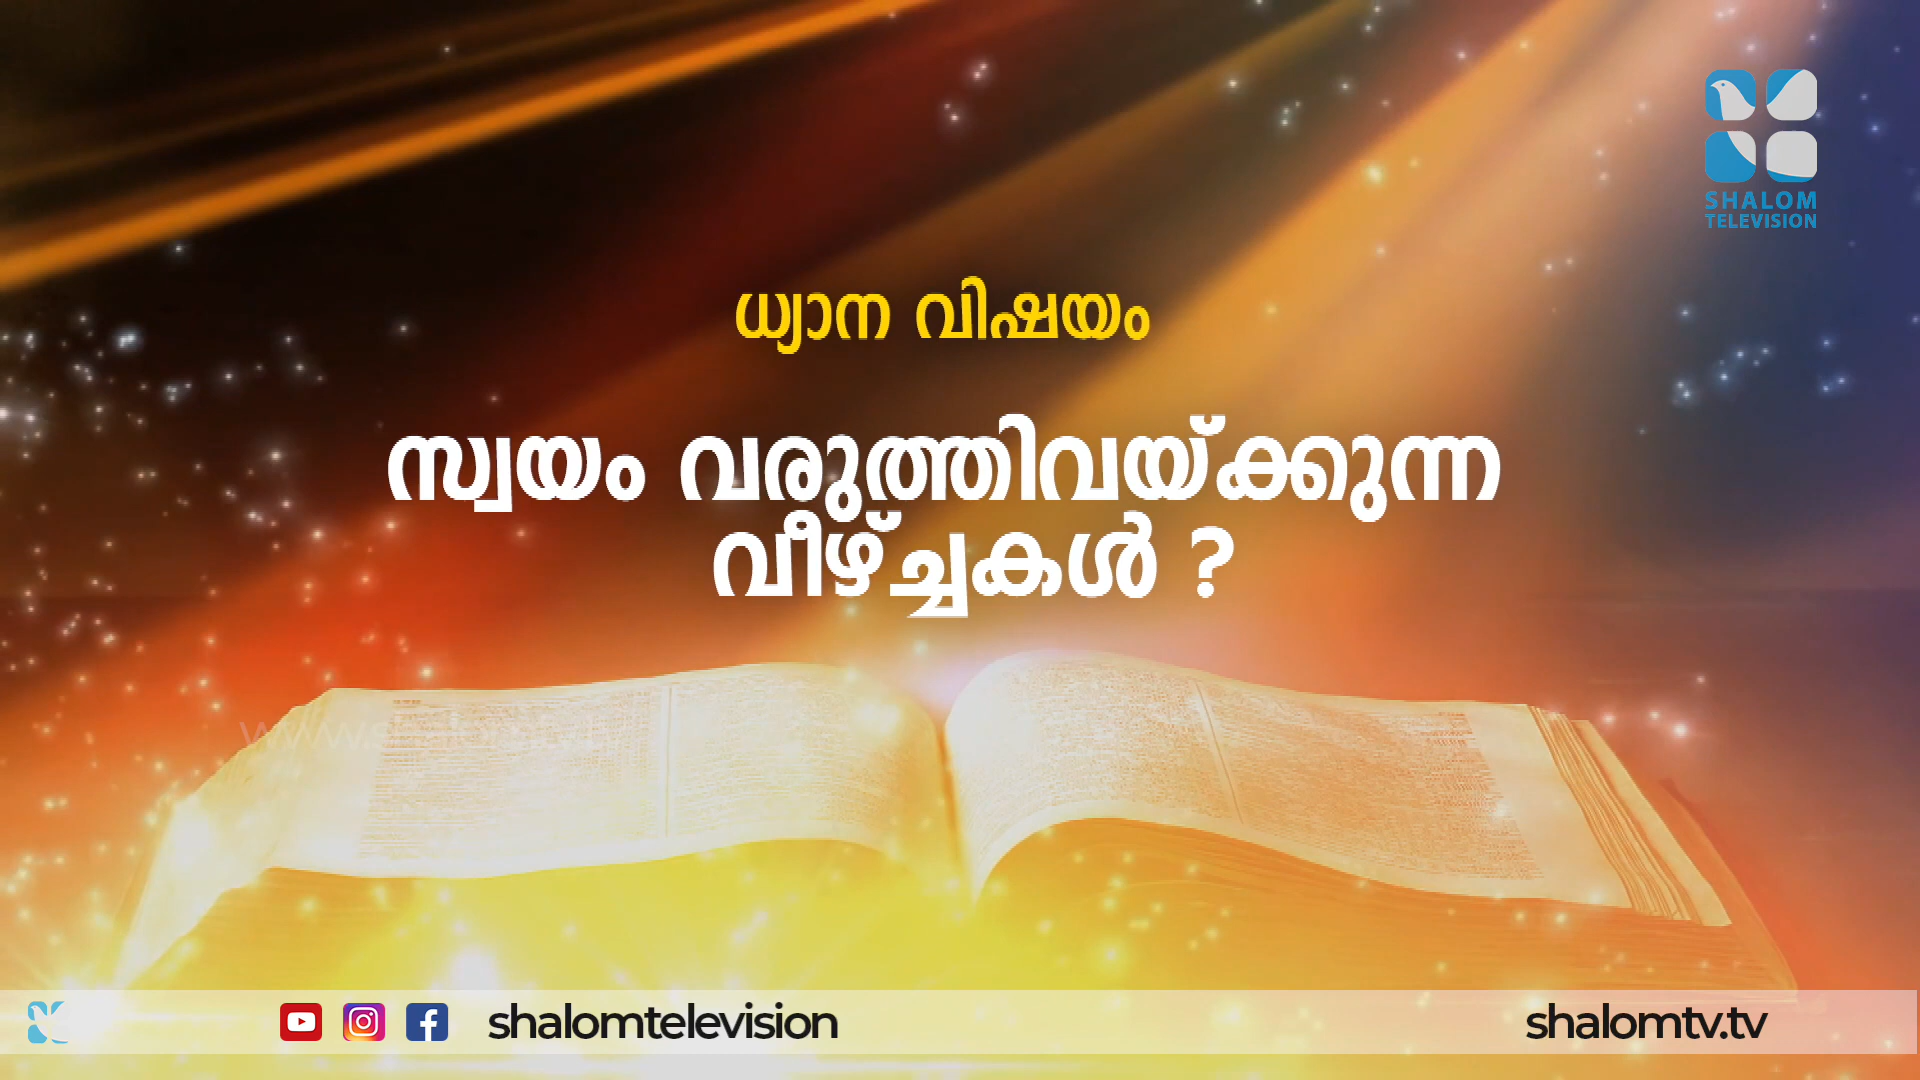 SHALOM
TELEVISION
ധ്യാന വിഷയം
സ്വയം വരുത്തിവയ്ക്കുന്ന
വീഴ്ച്ചകൾ ?
shalomtelevision
shalomtv.tv